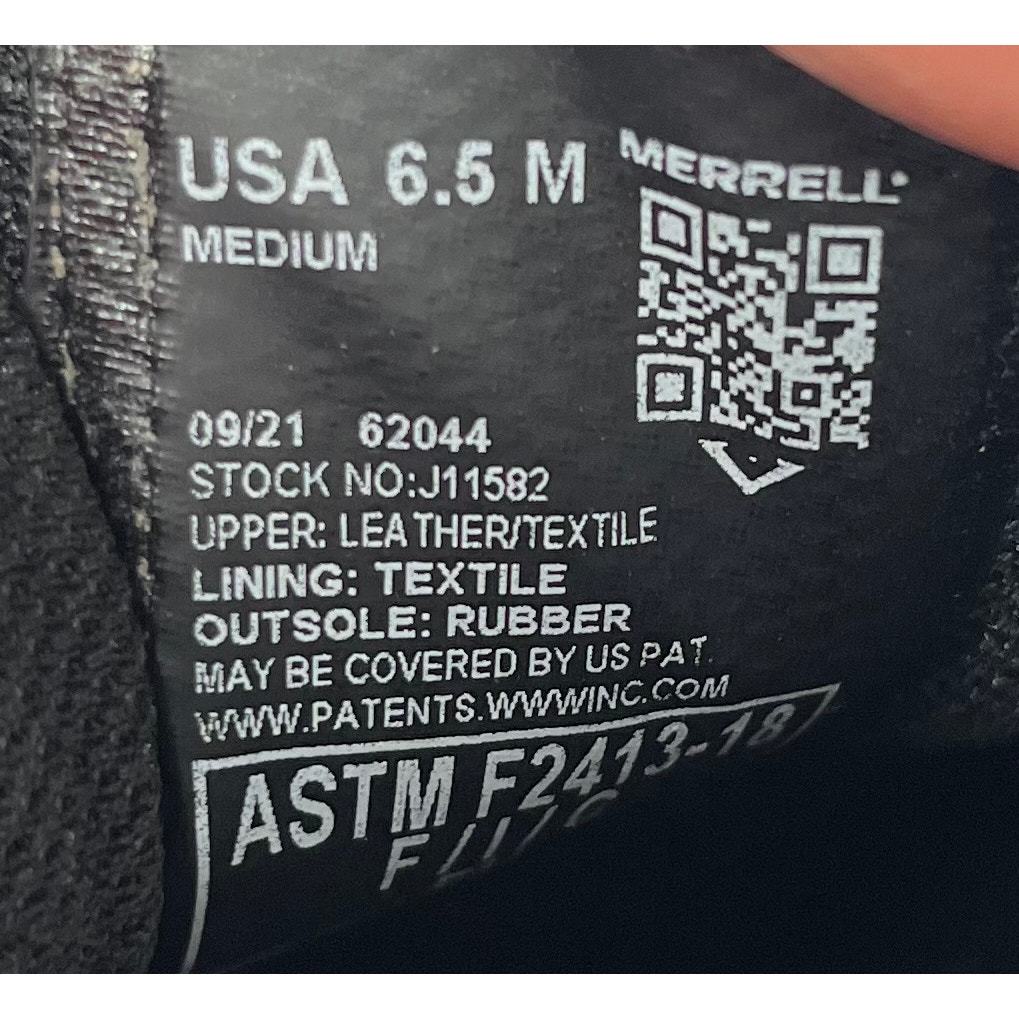 USA 6.5 M
MEDIUM
MERRELL
09/21 62044
STOCK NO:J11582
UPPER: LEATHER/TEXTILE
LINING: TEXTILE
OUTSOLE: RUBBER
MAY BE COVERED BY US PAT.
WWW.PATENTS.WWWINC.COM
ASTM F2413-18
F